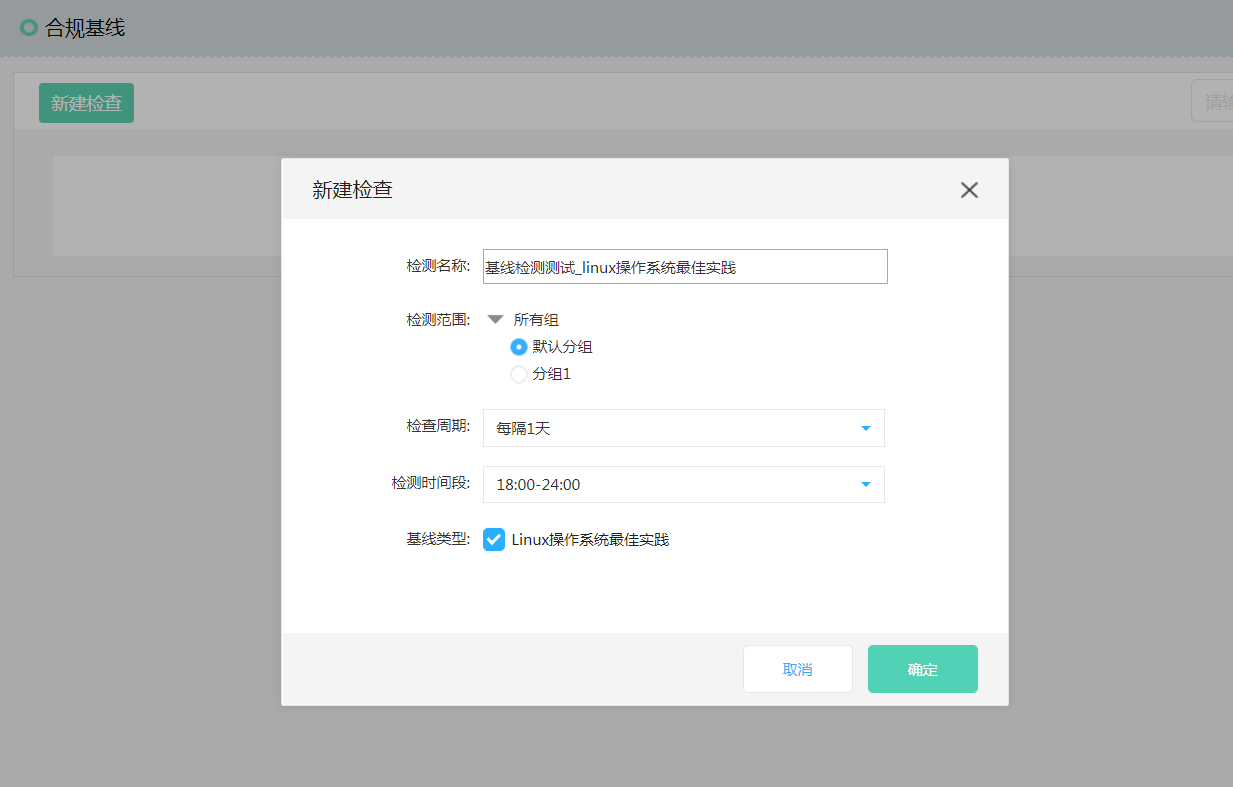 合规基线
新建检查
请输
新建检查
检测名称: 基线检测测试_linux操作系统最佳实践
检测范围: 所有组
默认分组
分组1
检查周期: 每隔1天
检测时间段: 18:00-24:00
基线类型: Linux操作系统最佳实践
取消 确定